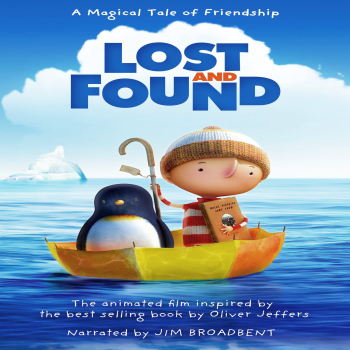 A Magical Tale of Friendship
LOST
AND
FOUND
The animated film inspired by
the best selling book by Oliver Jeffers
Narrated by JIM BROADBENT